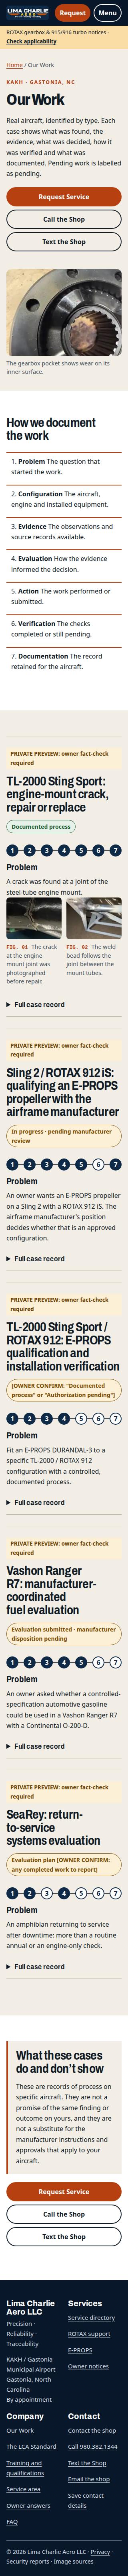 LIMA CHARLIE
Request
Menu
ROTAX gearbox & 915/916 turbo notices ·
Check applicability
Home / Our Work
KAKH · GASTONIA, NC
Our Work
Real aircraft, identified by type. Each
case shows what was found, the
evidence, what was decided, how it
was verified and what was
documented. Pending work is labelled
as pending.
Request Service
Call the Shop
Text the Shop
The gearbox pocket shows wear on its
inner surface.
How we document
the work
1. Problem The question that
started the work.
2. Configuration The aircraft,
engine and installed equipment.
3. Evidence The observations and
source records available.
4. Evaluation How the evidence
informed the decision.
5. Action The work performed or
submitted.
6. Verification The checks
completed or still pending.
7. Documentation The record
retained for the aircraft.
PRIVATE PREVIEW: owner fact-check
required
TL-2000 Sting Sport:
engine-mount crack,
repair or replace
Documented process
1 2 3 4 5 6 7
Problem
A crack was found at a joint of the
steel-tube engine mount.
FIG. 01 The crack
at the engine-
mount joint was
photographed
before repair.
FIG. 02 The weld
bead follows the
joint between the
mount tubes.
▶ Full case record
PRIVATE PREVIEW: owner fact-check
required
Sling 2 / ROTAX 912 iS:
qualifying an E-PROPS
propeller with the
airframe manufacturer
In progress · pending manufacturer
review
1 2 3 4 5 6 7
Problem
An owner wants an E-PROPS propeller
on a Sling 2 with a ROTAX 912 iS. The
airframe manufacturer's position
decides whether that is an approved
configuration.
▶ Full case record
PRIVATE PREVIEW: owner fact-check
required
TL-2000 Sting Sport /
ROTAX 912: E-PROPS
qualification and
installation verification
[OWNER CONFIRM: "Documented
process" or "Authorization pending"]
1 2 3 4 5 6 7
Problem
Fit an E-PROPS DURANDAL-3 to a
specific TL-2000 / ROTAX 912
configuration with a controlled,
documented process.
▶ Full case record
PRIVATE PREVIEW: owner fact-check
required
Vashon Ranger
R7: manufacturer-
coordinated
fuel evaluation
Evaluation submitted · manufacturer
disposition pending
1 2 3 4 5 6 7
Problem
An owner asked whether a controlled-
specification automotive gasoline
could be used in a Vashon Ranger R7
with a Continental O-200-D.
▶ Full case record
PRIVATE PREVIEW: owner fact-check
required
SeaRey: return-
to-service
systems evaluation
Evaluation plan [OWNER CONFIRM:
any completed work to report]
1 2 3 4 5 6 7
Problem
An amphibian returning to service
after downtime: more than a routine
annual or an engine-only check.
▶ Full case record
What these cases
do and don't show
These are records of process on
specific aircraft. They are not a
promise of the same finding or
outcome on yours, and they are
not a substitute for the
manufacturer instructions and
approvals that apply to your
aircraft.
Request Service
Call the Shop
Text the Shop
Lima Charlie
Aero LLC
Precision ·
Reliability ·
Traceability
KAKH / Gastonia
Municipal Airport
Gastonia, North
Carolina
By appointment
Services
Service directory
ROTAX support
E-PROPS
Owner notices
Company
Our Work
The LCA Standard
Training and
qualifications
Service area
Owner answers
FAQ
Contact
Contact the shop
Call 980.382.1344
Text the Shop
Email the shop
Save contact
details
© 2026 Lima Charlie Aero LLC · Privacy ·
Security reports · Image sources